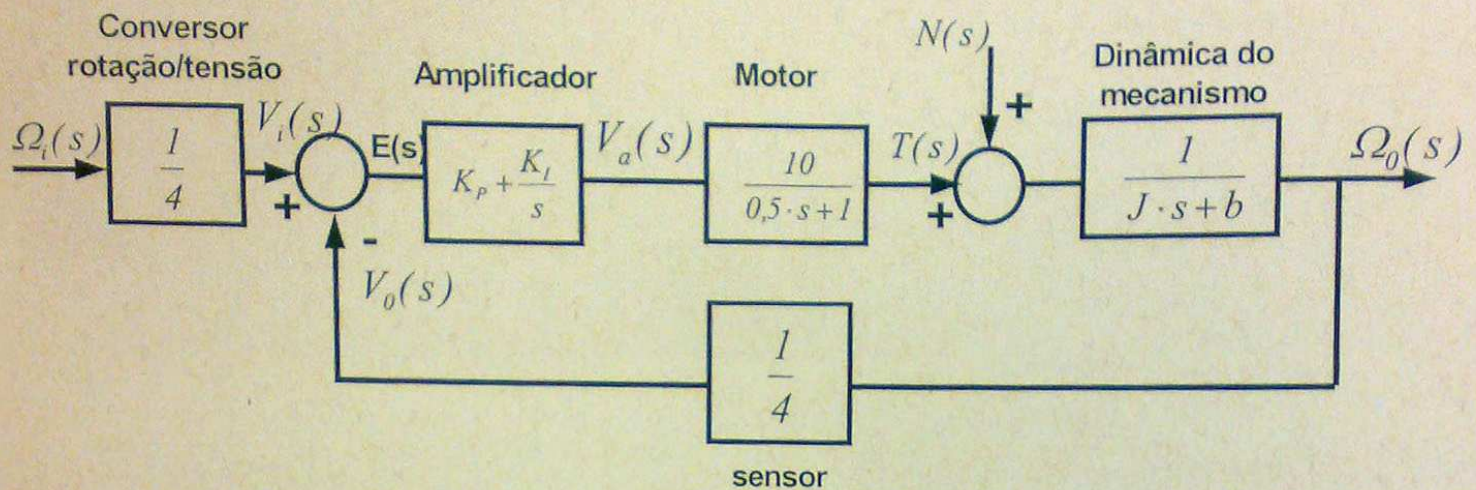 Conversor
rotação/tensão
Amplificador
Motor
N(s)
Dinâmica do
mecanismo
Ω_i(s)
1
4
V_i(s)
+
-
E(s)
K_P + K_I
s
V_a(s)
10
0,5·s+1
T(s)
+
+
1
J·s+b
Ω_0(s)
V_0(s)
1
4
sensor